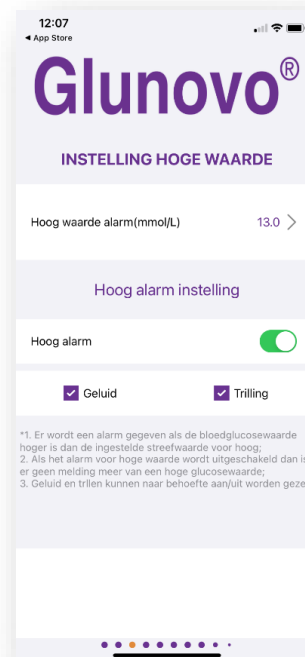 12:07
◀ App Store
Glunovo®
INSTELLING HOGE WAARDE
Hoog waarde alarm(mmol/L) 13.0
Hoog alarm instelling
Hoog alarm
Geluid Trilling
*1. Er wordt een alarm gegeven als de bloedglucosewaarde
hoger is dan de ingestelde streefwaarde voor hoog;
2. Als het alarm voor hoge waarde wordt uitgeschakeld dan is
er geen melding meer van een hoge glucosewaarde;
3. Geluid en trllen kunnen naar behoefte aan/uit worden geze